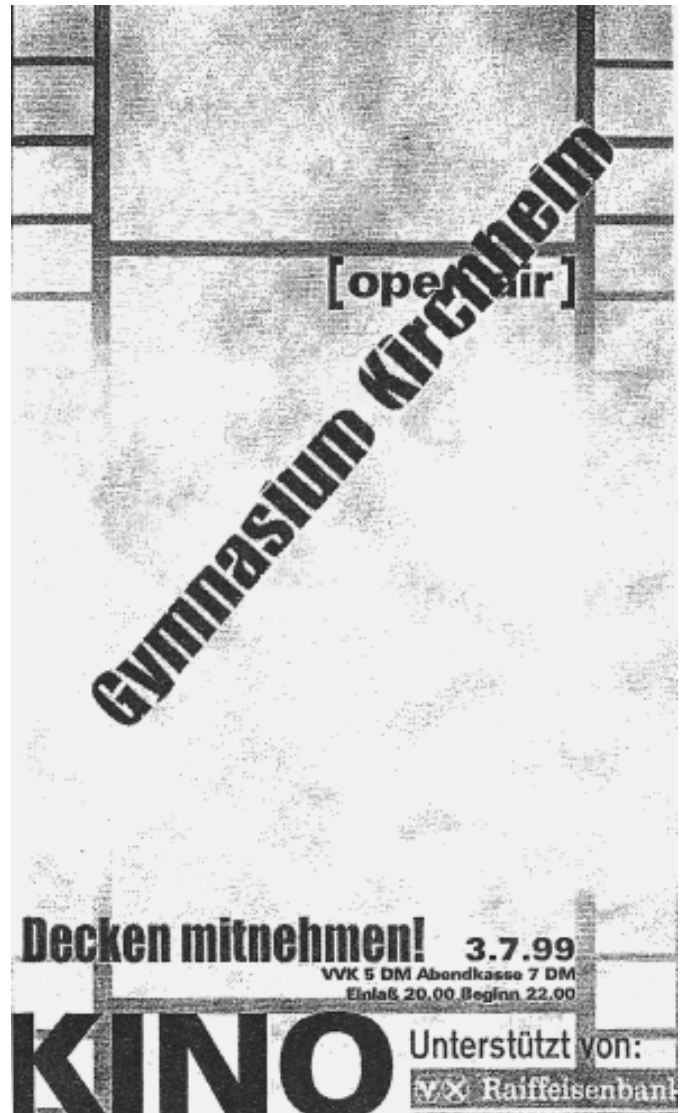 [open air]
Gymnasium Kirchheim
Decken mitnehmen!
3.7.99
VVK 5 DM Abendkasse 7 DM
Einlaß 20.00 Beginn 22.00
KINO
Unterstützt von:
Raiffeisenbank